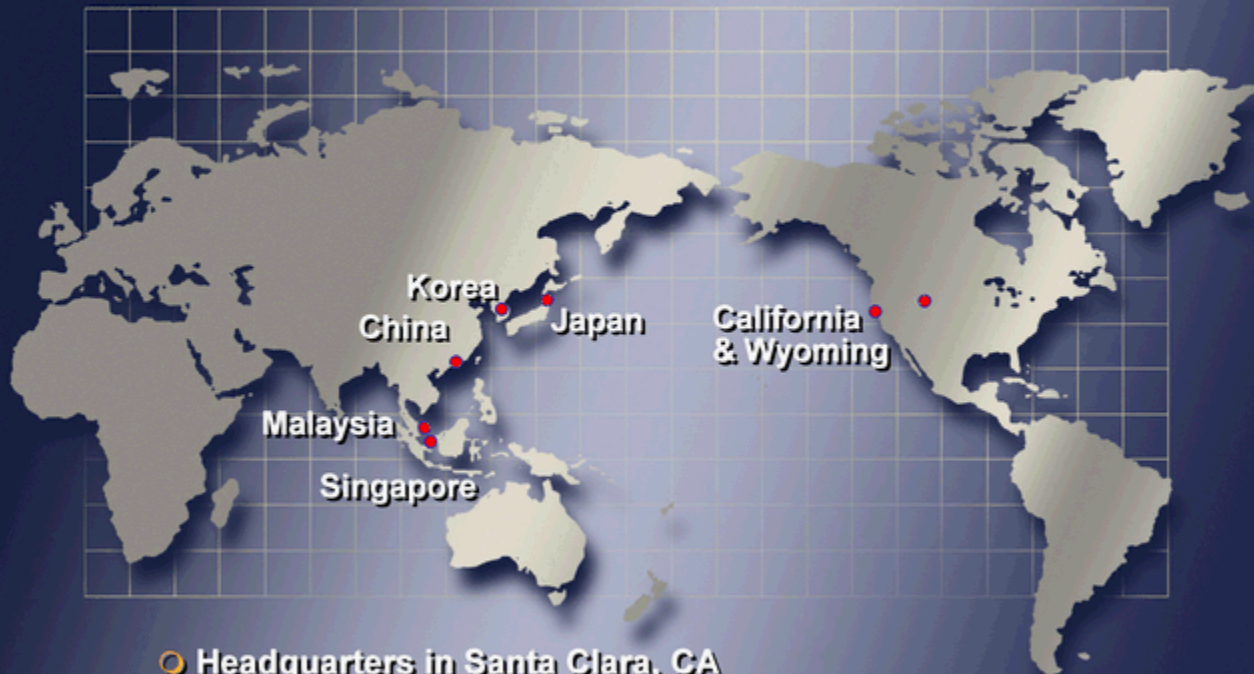 Korea
China
Japan
California
& Wyoming
Malaysia
Singapore
Headquarters in Santa Clara, CA